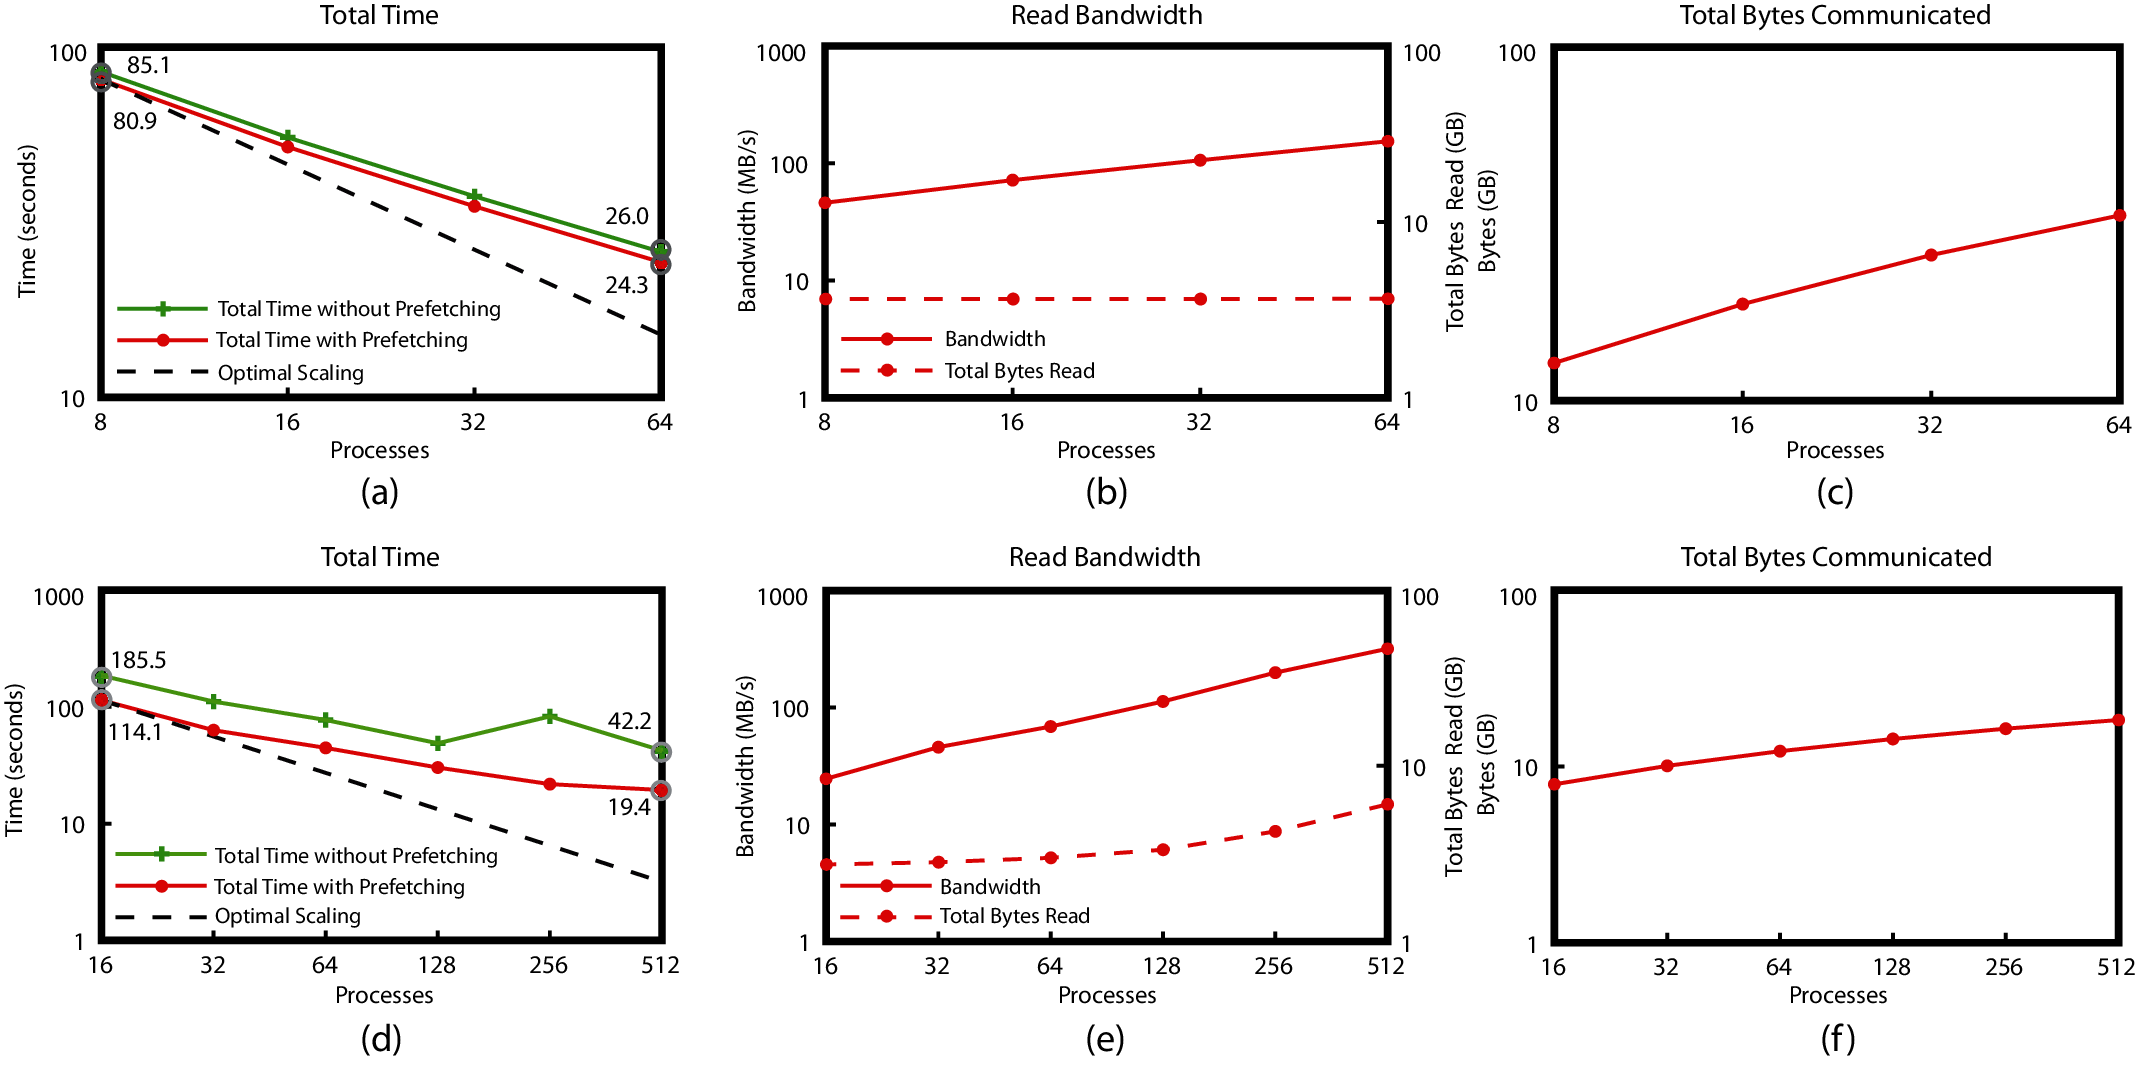 Total Time
100
85.1
80.9
26.0
24.3
Time (seconds)
Total Time without Prefetching
Total Time with Prefetching
Optimal Scaling
10
8 16 32 64
Processes
(a)
Read Bandwidth
1000 100
Bandwidth (MB/s)
100
10
10
Total Bytes Read (GB)
Bandwidth
Total Bytes Read
1 1
8 16 32 64
Processes
(b)
Total Bytes Communicated
100
Bytes (GB)
10
8 16 32 64
Processes
(c)
Total Time
1000
185.5
100
114.1
42.2
19.4
Time (seconds)
10
Total Time without Prefetching
Total Time with Prefetching
Optimal Scaling
1
16 32 64 128 256 512
Processes
(d)
Read Bandwidth
1000 100
Bandwidth (MB/s)
100
10
10
Total Bytes Read (GB)
Bandwidth
Total Bytes Read
1 1
16 32 64 128 256 512
Processes
(e)
Total Bytes Communicated
100
Bytes (GB)
10
1
16 32 64 128 256 512
Processes
(f)